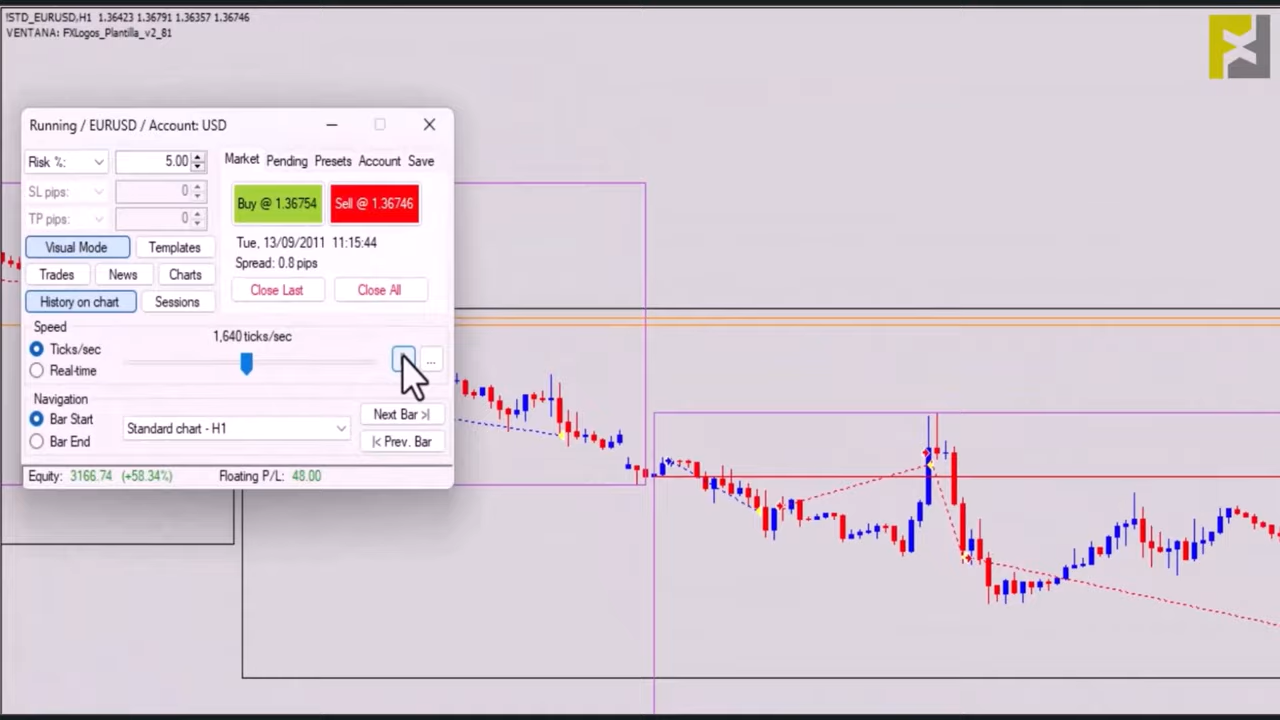 !STD_EURUSD,H1 1.36423 1.36791 1.36357 1.36746
VENTANA: FXLogos_Plantilla_v2_81
Running / EURUSD / Account: USD
Risk %: 5.00
Market Pending Presets Account Save
SL pips: 0
TP pips: 0
Buy @ 1.36754 Sell @ 1.36746
Visual Mode Templates
Tue, 13/09/2011 11:15:44
Spread: 0.8 pips
Trades News Charts
Close Last Close All
History on chart Sessions
Speed
1,640 ticks/sec
Ticks/sec
...
Real-time
Navigation
Bar Start
Standard chart - H1
Next Bar >|
Bar End
|< Prev. Bar
Equity: 3166.74 (+58.34%) Floating P/L: 48.00